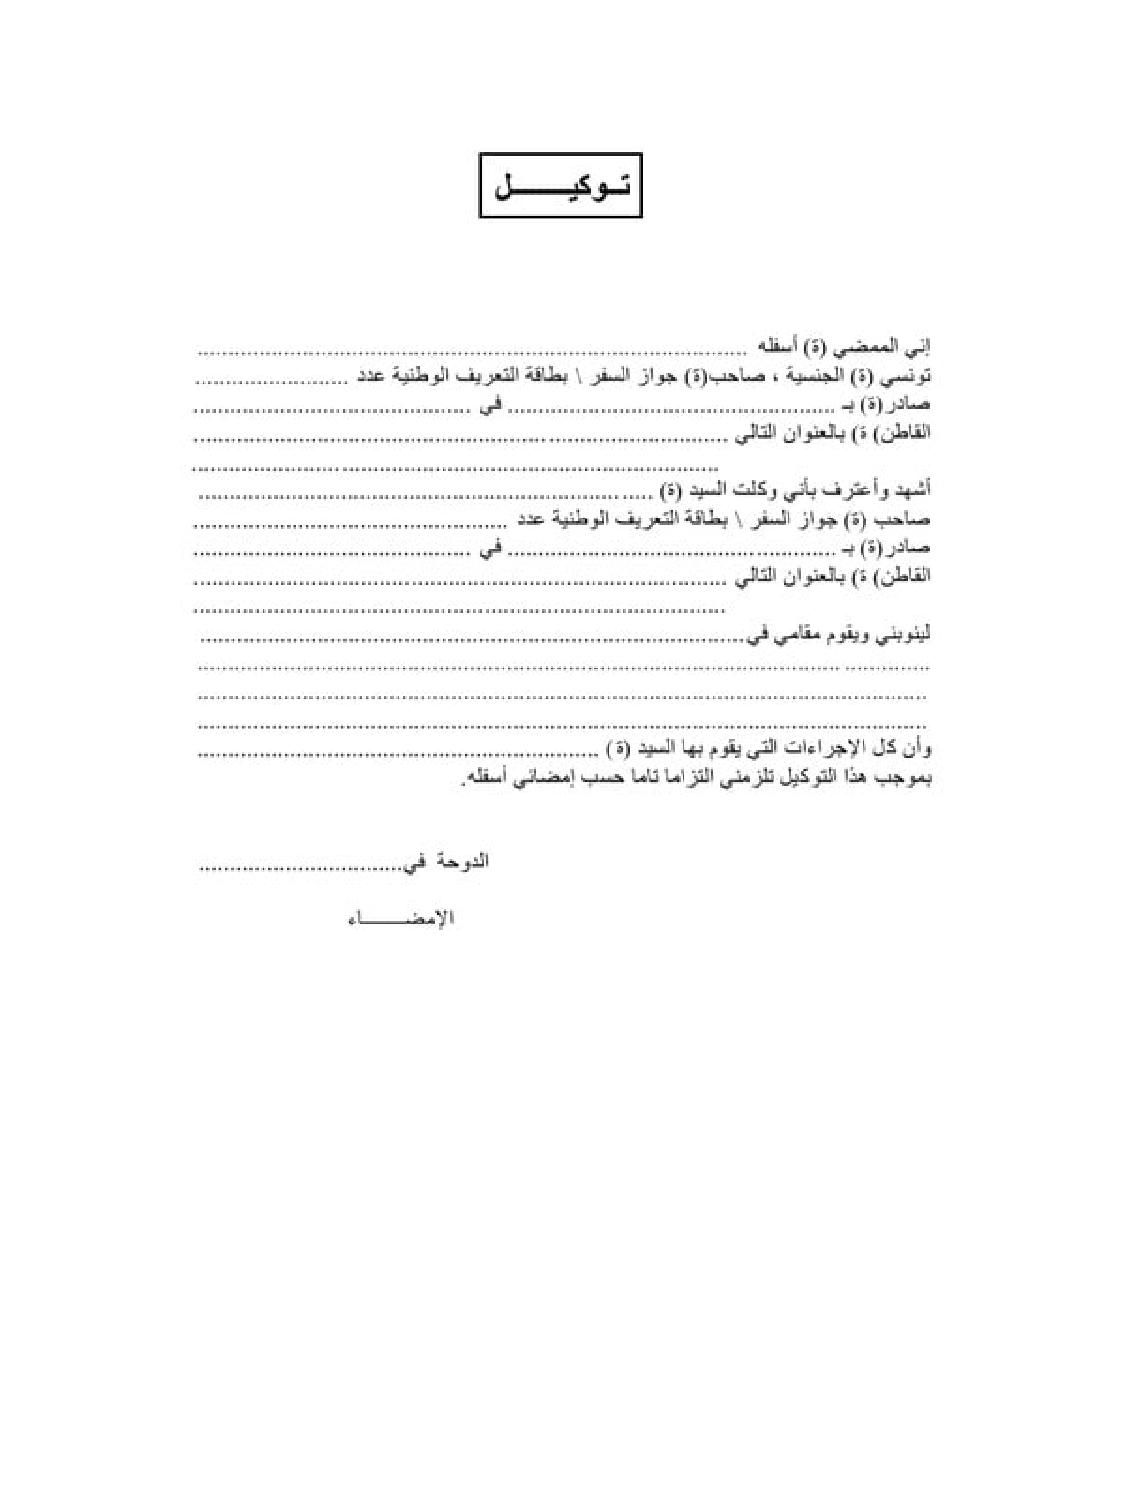 تــوكيـــــــل
إني الممضي (ة) أسفله ..........................................................................................
تونسي (ة) الجنسية ، صاحب(ة) جواز السفر \ بطاقة التعريف الوطنية عدد ..........................
صادر(ة) بـ ...................................................... في ..............................................
القاطن( ة) بالعنوان التالي ........................................................................................
.......................................................................................
أشهد وأعترف بأني وكلت السيد (ة) ...........................................................................
صاحب (ة) جواز السفر \ بطاقة التعريف الوطنية عدد ....................................................
صادر(ة) بـ ...................................................... في ..............................................
القاطن( ة) بالعنوان التالي ........................................................................................
.......................................................................................
لينوبني ويقوم مقامي في.........................................................................................
........................................................................................................................
........................................................................................................................
........................................................................................................................
وأن كل الإجراءات التي يقوم بها السيد (ة ) ..................................................................
بموجب هذا التوكيل تلزمني التزاما تاما حسب إمضائي أسفله.
الدوحة في..................................
الإمضـــــــاء